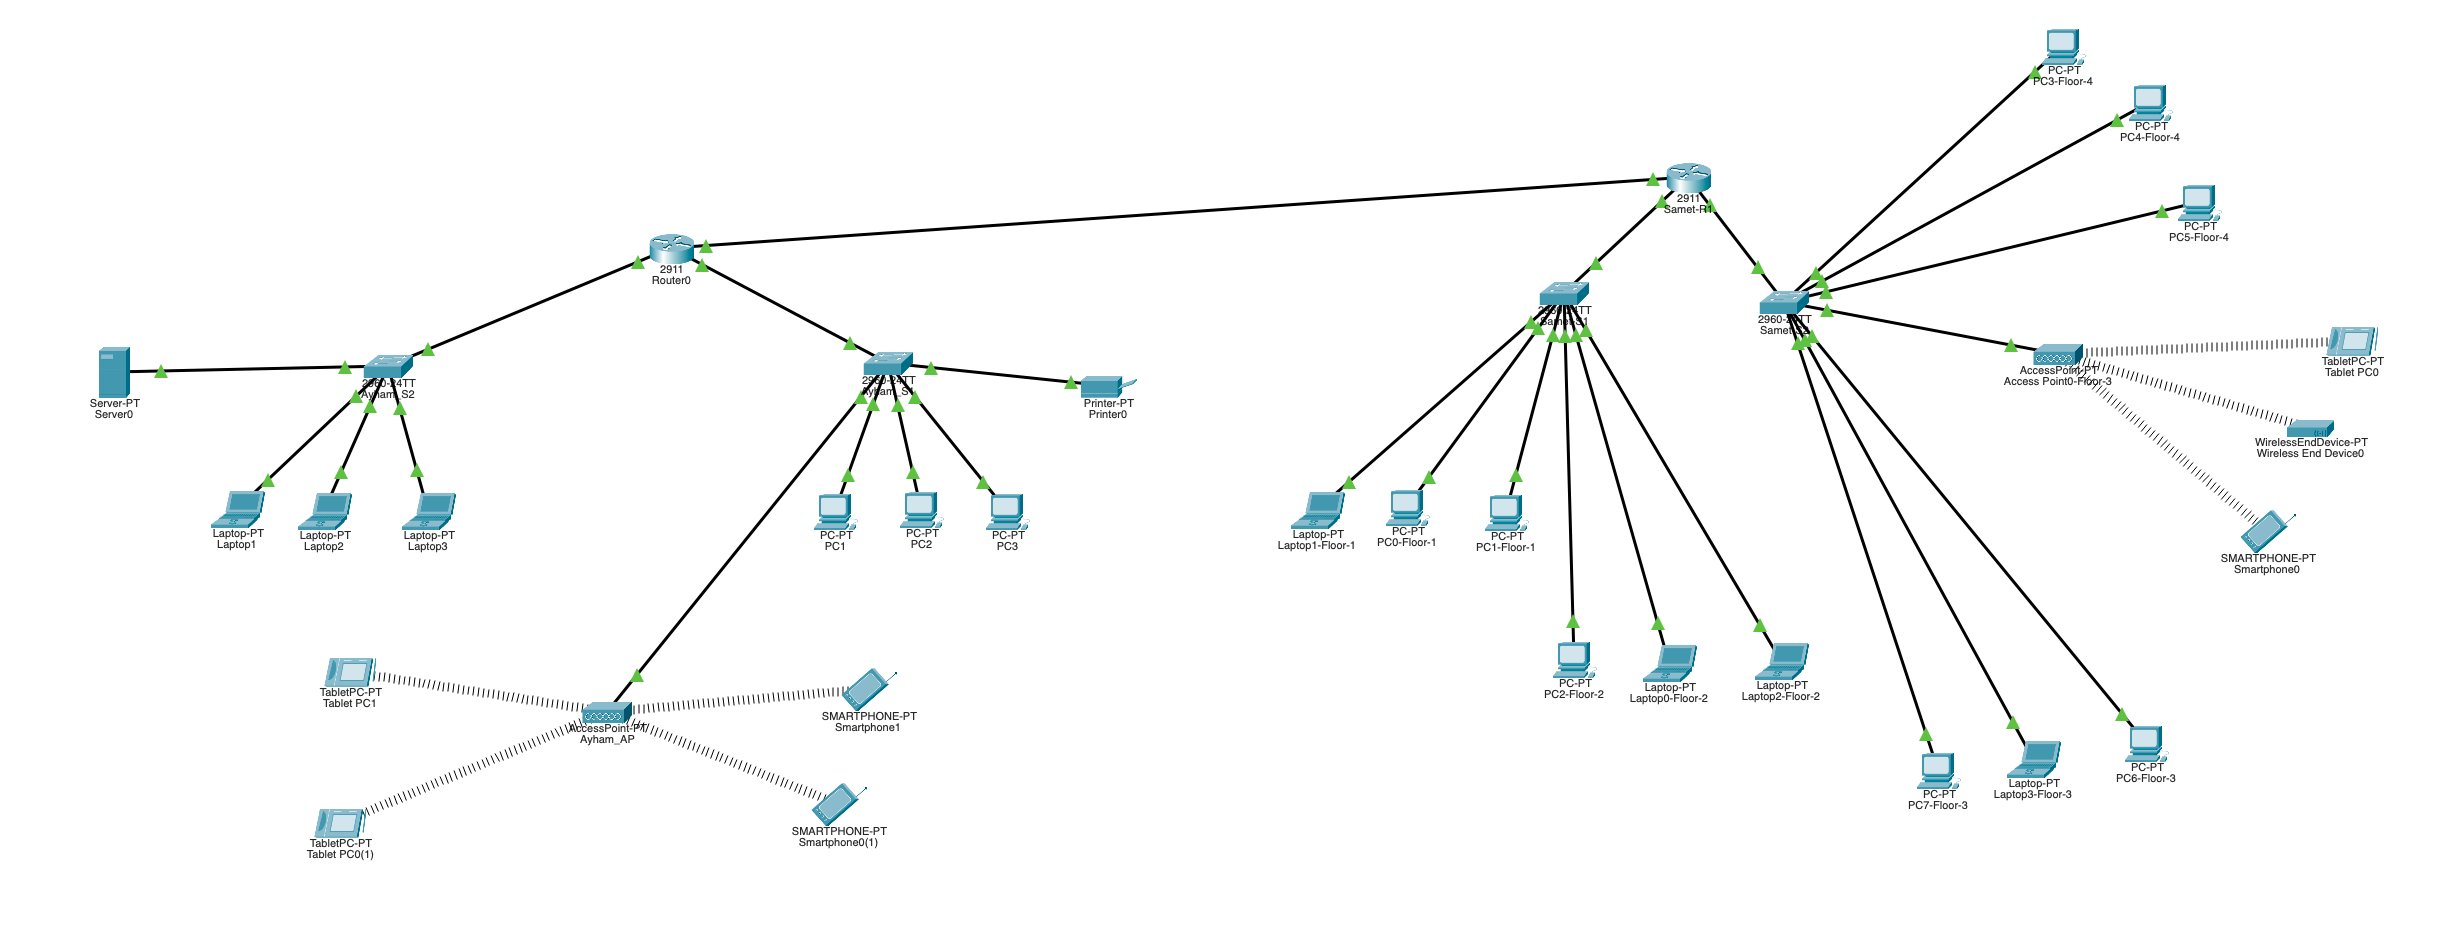 PC-PT
PC3-Floor-4
PC-PT
PC4-Floor-4
PC-PT
PC5-Floor-4
2911
Samet-R1
2911
Router0
2960-24TT
2960-24TT
Samet-S1
Server-PT
Server0
2960-24TT
Ayham_S2
2960-24TT
Ayham_S1
Printer-PT
Printer0
AccessPoint-PT
Access Point0-Floor-3
TabletPC-PT
Tablet PC0
WirelessEndDevice-PT
Wireless End Device0
SMARTPHONE-PT
Smartphone0
Laptop-PT
Laptop1
Laptop-PT
Laptop2
Laptop-PT
Laptop3
PC-PT
PC1
PC-PT
PC2
PC-PT
PC3
Laptop-PT
Laptop1-Floor-1
PC-PT
PC0-Floor-1
PC-PT
PC1-Floor-1
PC-PT
PC2-Floor-2
Laptop-PT
Laptop0-Floor-2
Laptop-PT
Laptop2-Floor-2
TabletPC-PT
Tablet PC1
SMARTPHONE-PT
Smartphone1
AccessPoint-PT
Ayham_AP
TabletPC-PT
Tablet PC0(1)
SMARTPHONE-PT
Smartphone0(1)
PC-PT
PC7-Floor-3
Laptop-PT
Laptop3-Floor-3
PC-PT
PC6-Floor-3